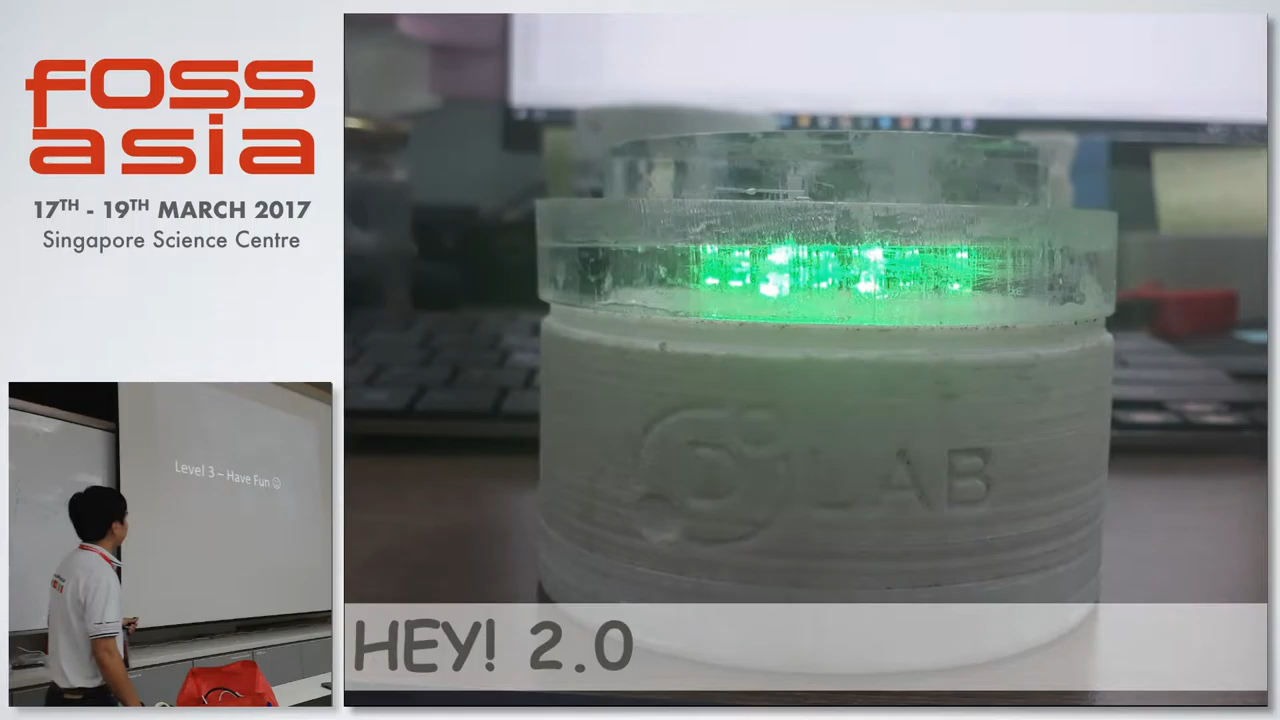 foss
asia
17TH - 19TH MARCH 2017
Singapore Science Centre
Level 3 – Have Fun ☺
LAB
HEY! 2.0